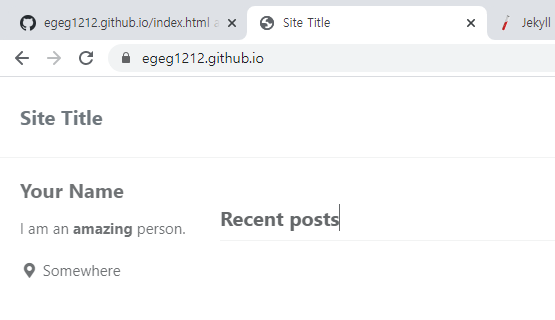 egeg1212.github.io/index.html a
Site Title
Jekyll
egeg1212.github.io
Site Title
Your Name
I am an amazing person.
Recent posts
Somewhere